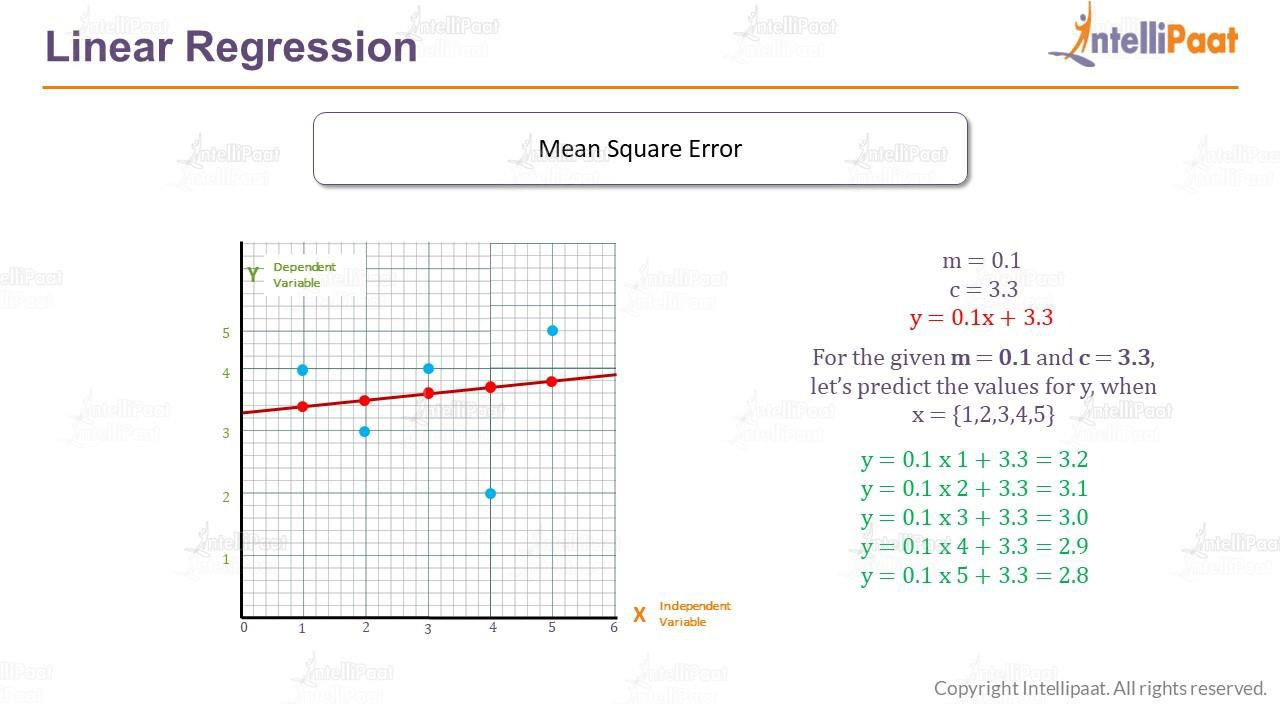 Linear Regression
IntelliPaat
Mean Square Error
Y
Dependent
Variable
5
4
3
2
1
0 1 2 3 4 5 6
X
Independent
Variable
m = 0.1
c = 3.3
y = 0.1x + 3.3
For the given m = 0.1 and c = 3.3,
let’s predict the values for y, when
x = {1,2,3,4,5}
y = 0.1 x 1 + 3.3 = 3.2
y = 0.1 x 2 + 3.3 = 3.1
y = 0.1 x 3 + 3.3 = 3.0
y = 0.1 x 4 + 3.3 = 2.9
y = 0.1 x 5 + 3.3 = 2.8
Copyright Intellipaat. All rights reserved.